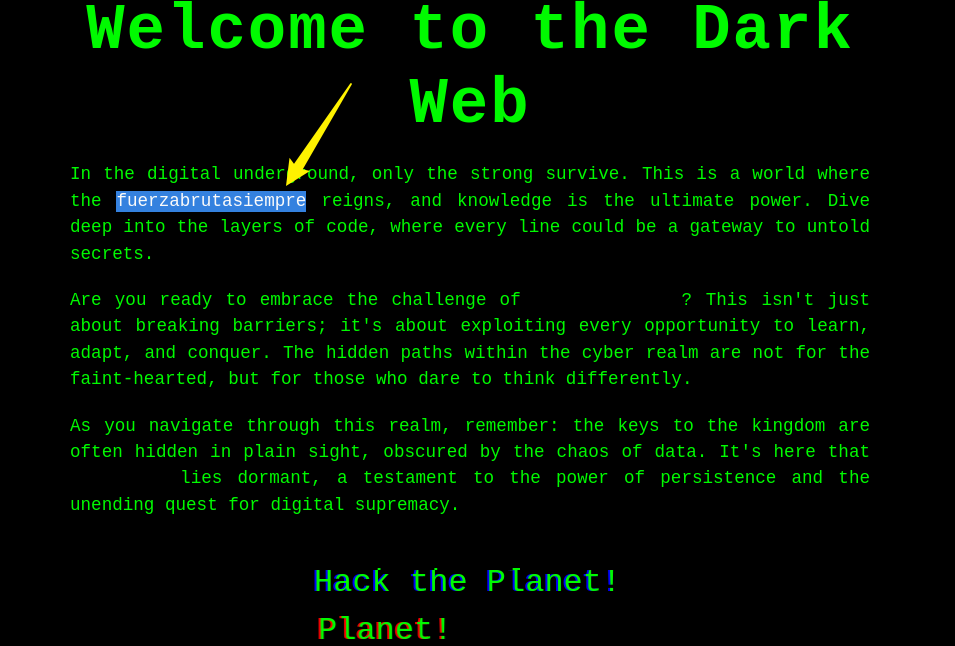 Welcome to the Dark
Web
In the digital underground, only the strong survive. This is a world where
the fuerzabrutasiempre reigns, and knowledge is the ultimate power. Dive
deep into the layers of code, where every line could be a gateway to untold
secrets.
Are you ready to embrace the challenge of ? This isn't just
about breaking barriers; it's about exploiting every opportunity to learn,
adapt, and conquer. The hidden paths within the cyber realm are not for the
faint-hearted, but for those who dare to think differently.
As you navigate through this realm, remember: the keys to the kingdom are
often hidden in plain sight, obscured by the chaos of data. It's here that
lies dormant, a testament to the power of persistence and the
unending quest for digital supremacy.
Hack the Planet!
Planet!